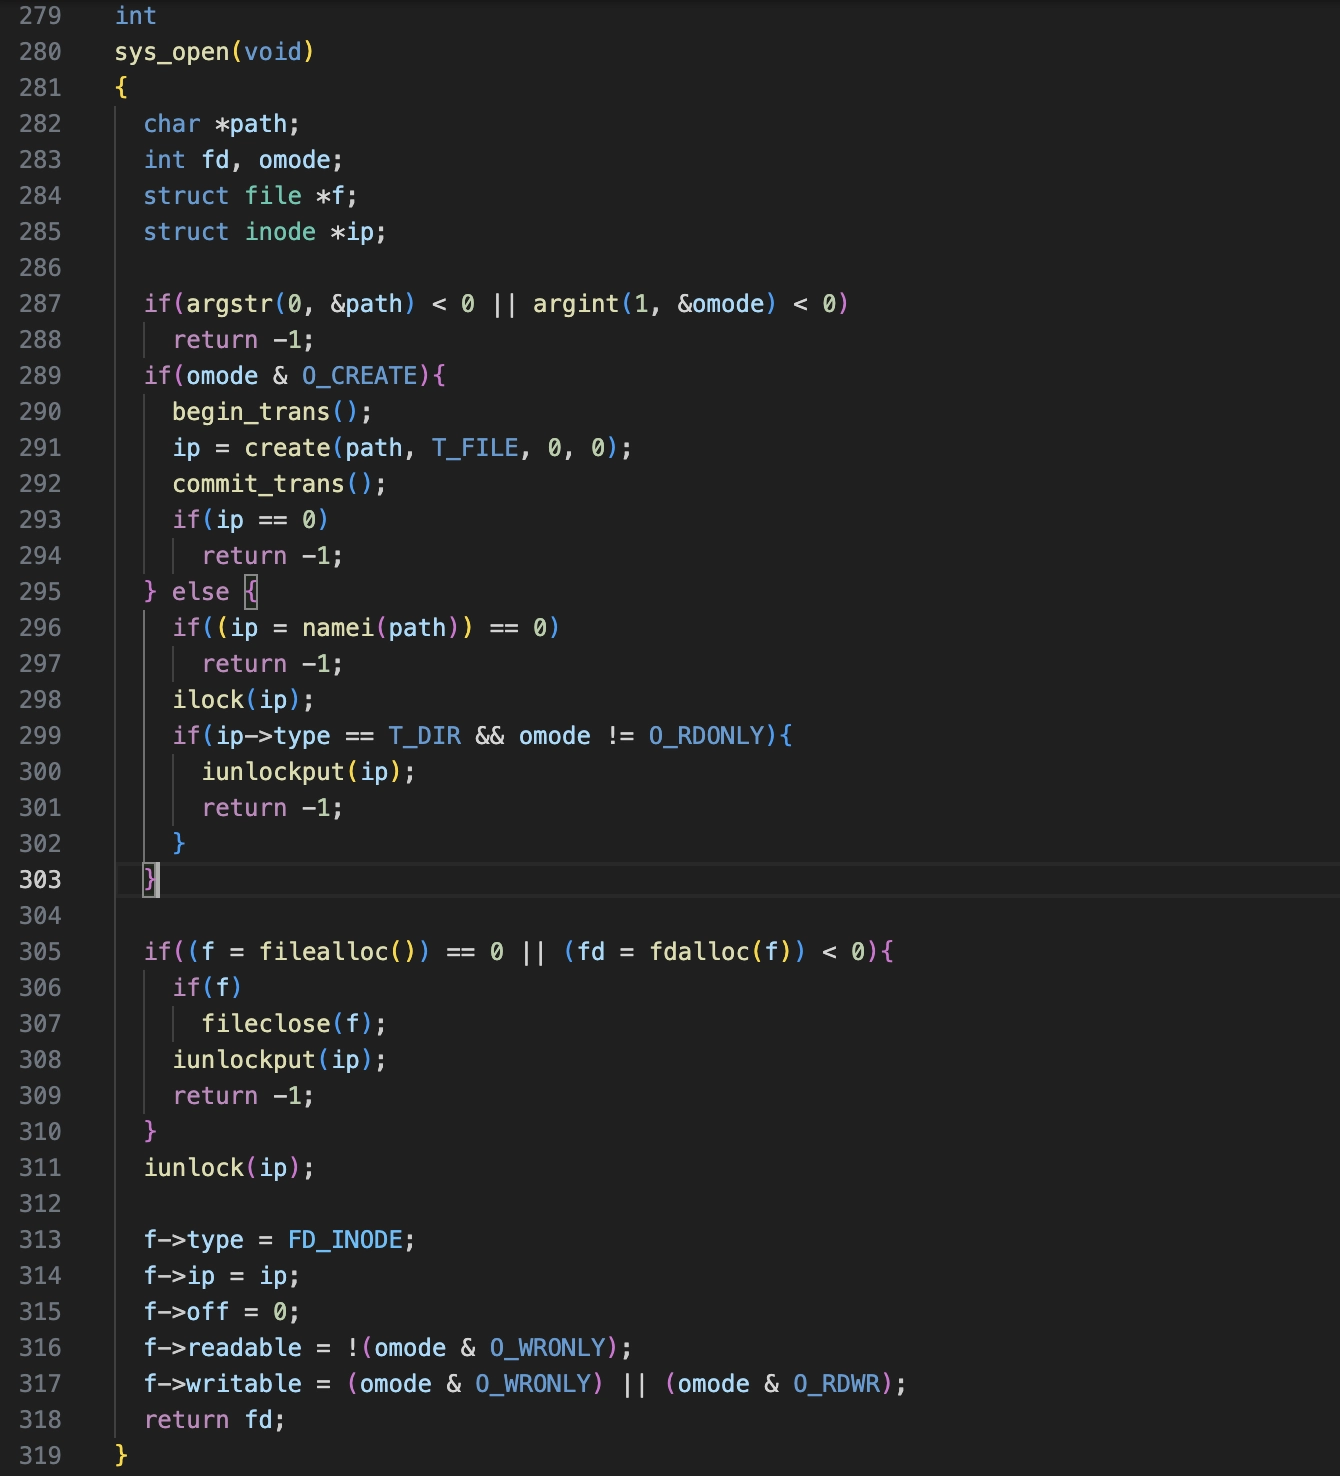 279 int
280 sys_open(void)
281 {
282   char *path;
283   int fd, omode;
284   struct file *f;
285   struct inode *ip;
286
287   if(argstr(0, &path) < 0 || argint(1, &omode) < 0)
288     return -1;
289   if(omode & O_CREATE){
290     begin_trans();
291     ip = create(path, T_FILE, 0, 0);
292     commit_trans();
293     if(ip == 0)
294       return -1;
295   } else {
296     if((ip = namei(path)) == 0)
297       return -1;
298     ilock(ip);
299     if(ip->type == T_DIR && omode != O_RDONLY){
300       iunlockput(ip);
301       return -1;
302     }
303   }
304
305   if((f = filealloc()) == 0 || (fd = fdalloc(f)) < 0){
306     if(f)
307       fileclose(f);
308     iunlockput(ip);
309     return -1;
310   }
311   iunlock(ip);
312
313   f->type = FD_INODE;
314   f->ip = ip;
315   f->off = 0;
316   f->readable = !(omode & O_WRONLY);
317   f->writable = (omode & O_WRONLY) || (omode & O_RDWR);
318   return fd;
319 }